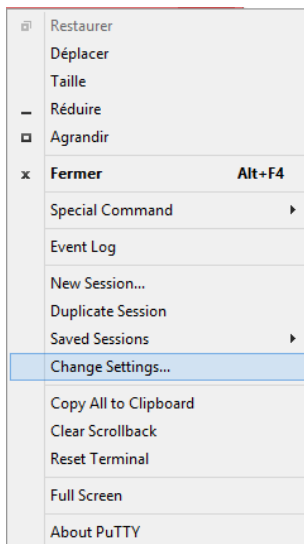 Restaurer
Déplacer
Taille
Réduire
Agrandir
Fermer Alt+F4
Special Command
Event Log
New Session...
Duplicate Session
Saved Sessions
Change Settings...
Copy All to Clipboard
Clear Scrollback
Reset Terminal
Full Screen
About PuTTY